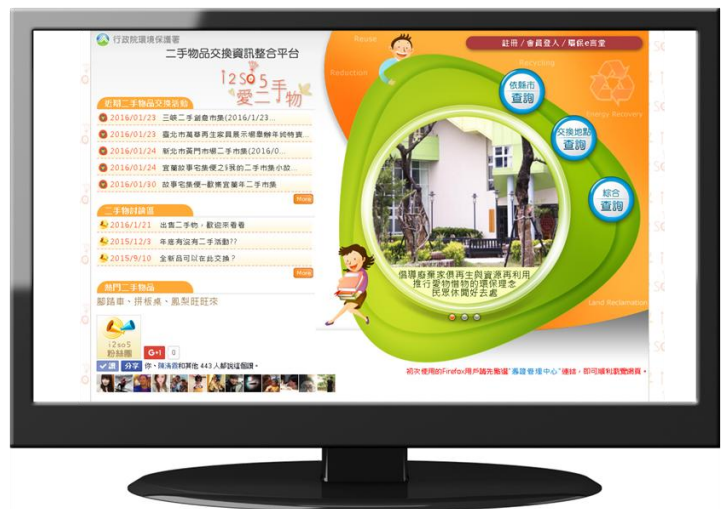 行政院環境保護署
二手物品交換資訊整合平台
i2so5
愛二手物
近期二手物品交換活動
2016/01/23 三峽二手創意市集(2016/1/23...
2016/01/23 臺北市萬華再生家具展示場舉辦年終特賣...
2016/01/24 新北市黃門市場二手市集(2016/0...
2016/01/24 宜蘭故事宅急便之§我的二手市集小故...
2016/01/30 故事宅急便-歡樂宜蘭年二手市集
More
二手物討論區
2016/1/21 出售二手物，歡迎來看看
2015/12/3 年底有沒有二手活動??
2015/9/10 全新品可以在此交換？
More
熱門二手物品
腳踏車、拼板桌、鳳梨旺旺來
i2so5
粉絲團
G+1 0
讚 分享 你、陳清霞和其他 443 人都說這個讚。
Reuse
Reduction
Recycling
Energy Recovery
Land Reclamation
註冊/會員登入/環保e言堂
依縣市
查詢
交換地點
查詢
綜合
查詢
倡導廢棄家俱再生與資源再利用
推行愛物惜物的環保理念
民眾休閒好去處
初次使用的Firefox用戶請先點選"憑證管理中心"連結，即可順利瀏覽網頁。